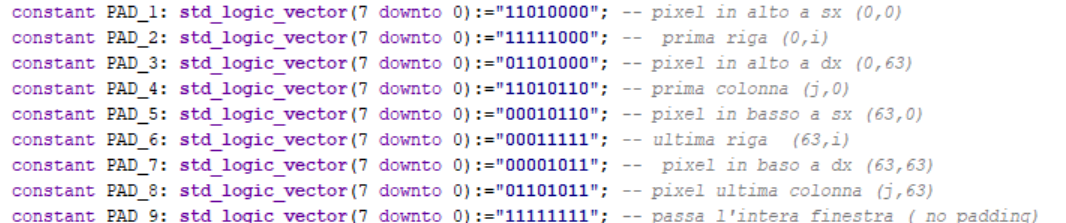 constant PAD_1: std_logic_vector(7 downto 0):="11010000"; -- pixel in alto a sx (0,0)
constant PAD_2: std_logic_vector(7 downto 0):="11111000"; --  prima riga (0,i)
constant PAD_3: std_logic_vector(7 downto 0):="01101000"; -- pixel in alto a dx (0,63)
constant PAD_4: std_logic_vector(7 downto 0):="11010110"; -- prima colonna (j,0)
constant PAD_5: std_logic_vector(7 downto 0):="00010110"; -- pixel in basso a sx (63,0)
constant PAD_6: std_logic_vector(7 downto 0):="00011111"; -- ultima riga  (63,i)
constant PAD_7: std_logic_vector(7 downto 0):="00001011"; --  pixel in baso a dx (63,63)
constant PAD_8: std_logic_vector(7 downto 0):="01101011"; -- pixel ultima colonna (j,63)
constant PAD_9: std_logic_vector(7 downto 0):="11111111"; -- passa l'intera finestra ( no padding)